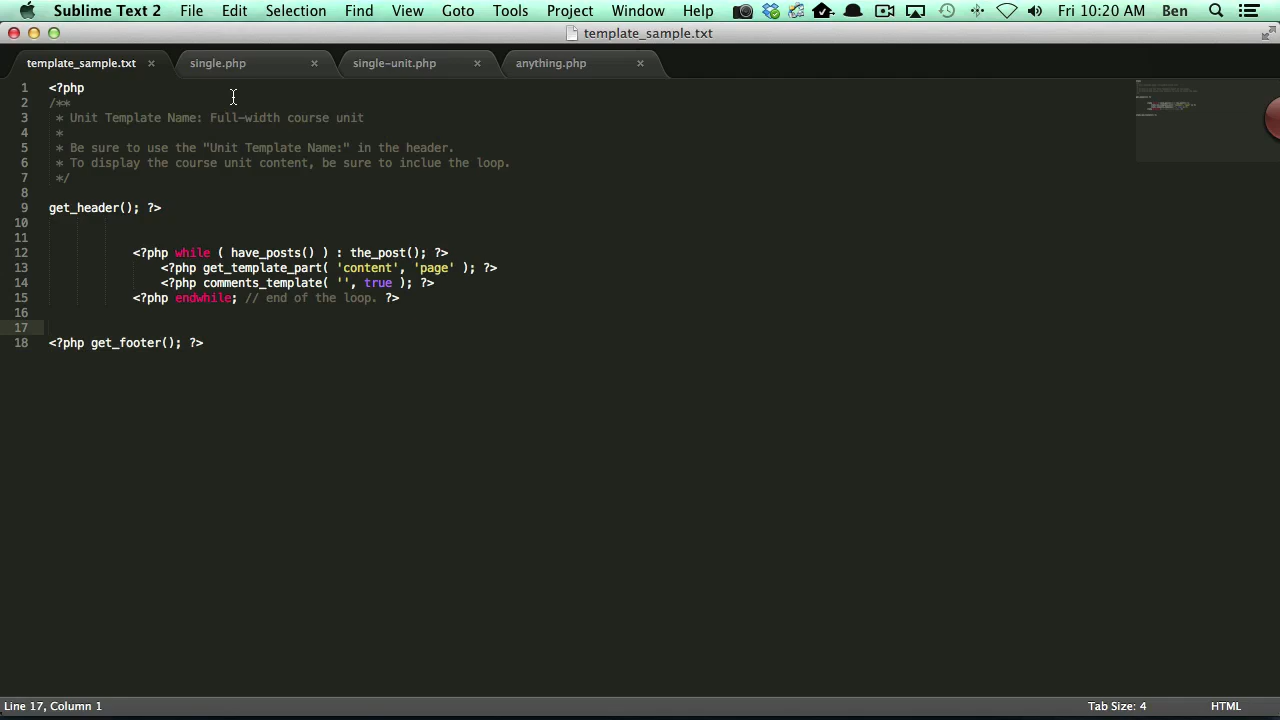 Sublime Text 2 File Edit Selection Find View Goto Tools Project Window Help Fri 10:20 AM Ben
template_sample.txt
template_sample.txt × single.php × single-unit.php × anything.php ×
1 <?php
2 /**
3 * Unit Template Name: Full-width course unit
4 *
5 * Be sure to use the "Unit Template Name:" in the header.
6 * To display the course unit content, be sure to inclue the loop.
7 */
8
9 get_header(); ?>
10
11
12 <?php while ( have_posts() ) : the_post(); ?>
13 <?php get_template_part( 'content', 'page' ); ?>
14 <?php comments_template( '', true ); ?>
15 <?php endwhile; // end of the loop. ?>
16
17
18 <?php get_footer(); ?>
Line 17, Column 1 Tab Size: 4 HTML